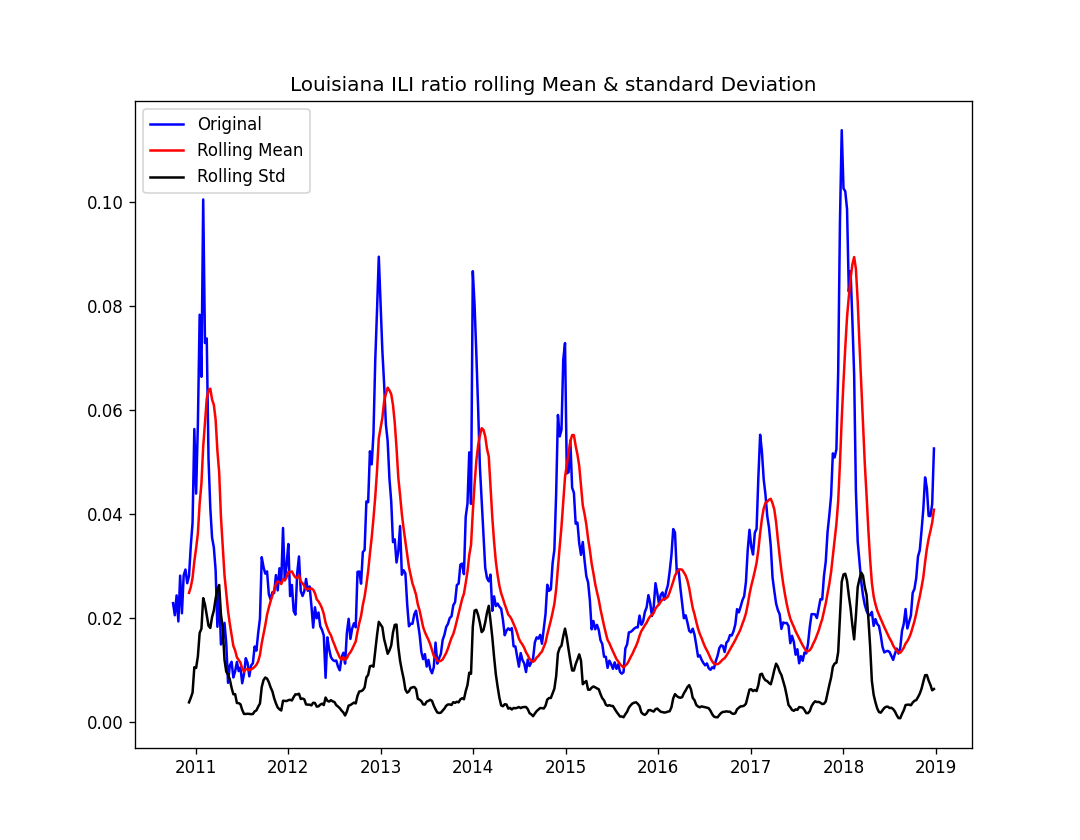 Louisiana ILI ratio rolling Mean & standard Deviation
Original
Rolling Mean
Rolling Std
0.10
0.08
0.06
0.04
0.02
0.00
2011 2012 2013 2014 2015 2016 2017 2018 2019